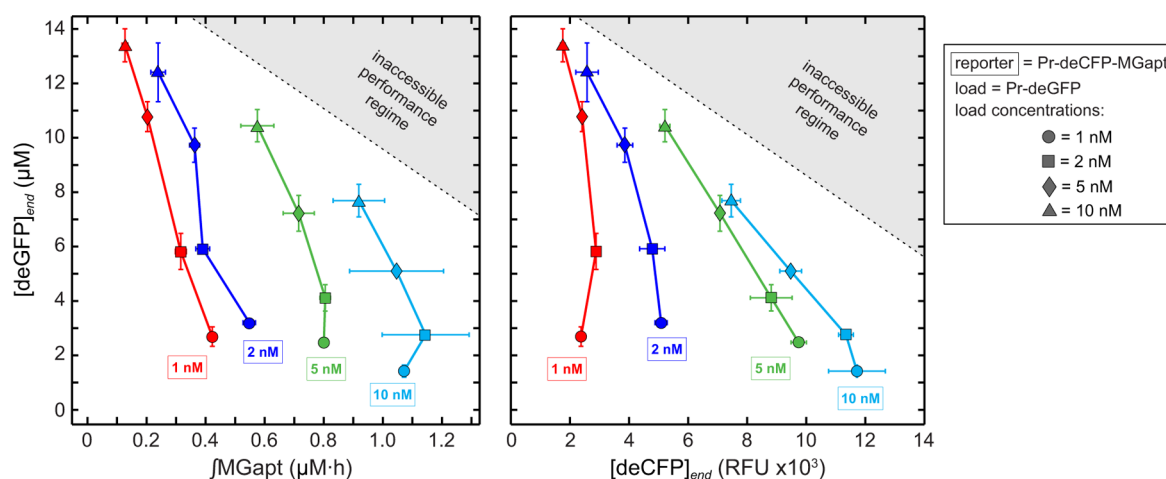 14
12
10
8
6
4
2
0
[deGFP]end (μM)
inaccessible
performance
regime
1 nM
2 nM
5 nM
10 nM
0
0.2
0.4
0.6
0.8
1.0
1.2
∫MGapt (μM·h)
inaccessible
performance
regime
1 nM
2 nM
5 nM
10 nM
0
2
4
6
8
10
12
14
[deCFP]end (RFU x10³)
reporter = Pr-deCFP-MGapt
load = Pr-deGFP
load concentrations:
= 1 nM
= 2 nM
= 5 nM
= 10 nM